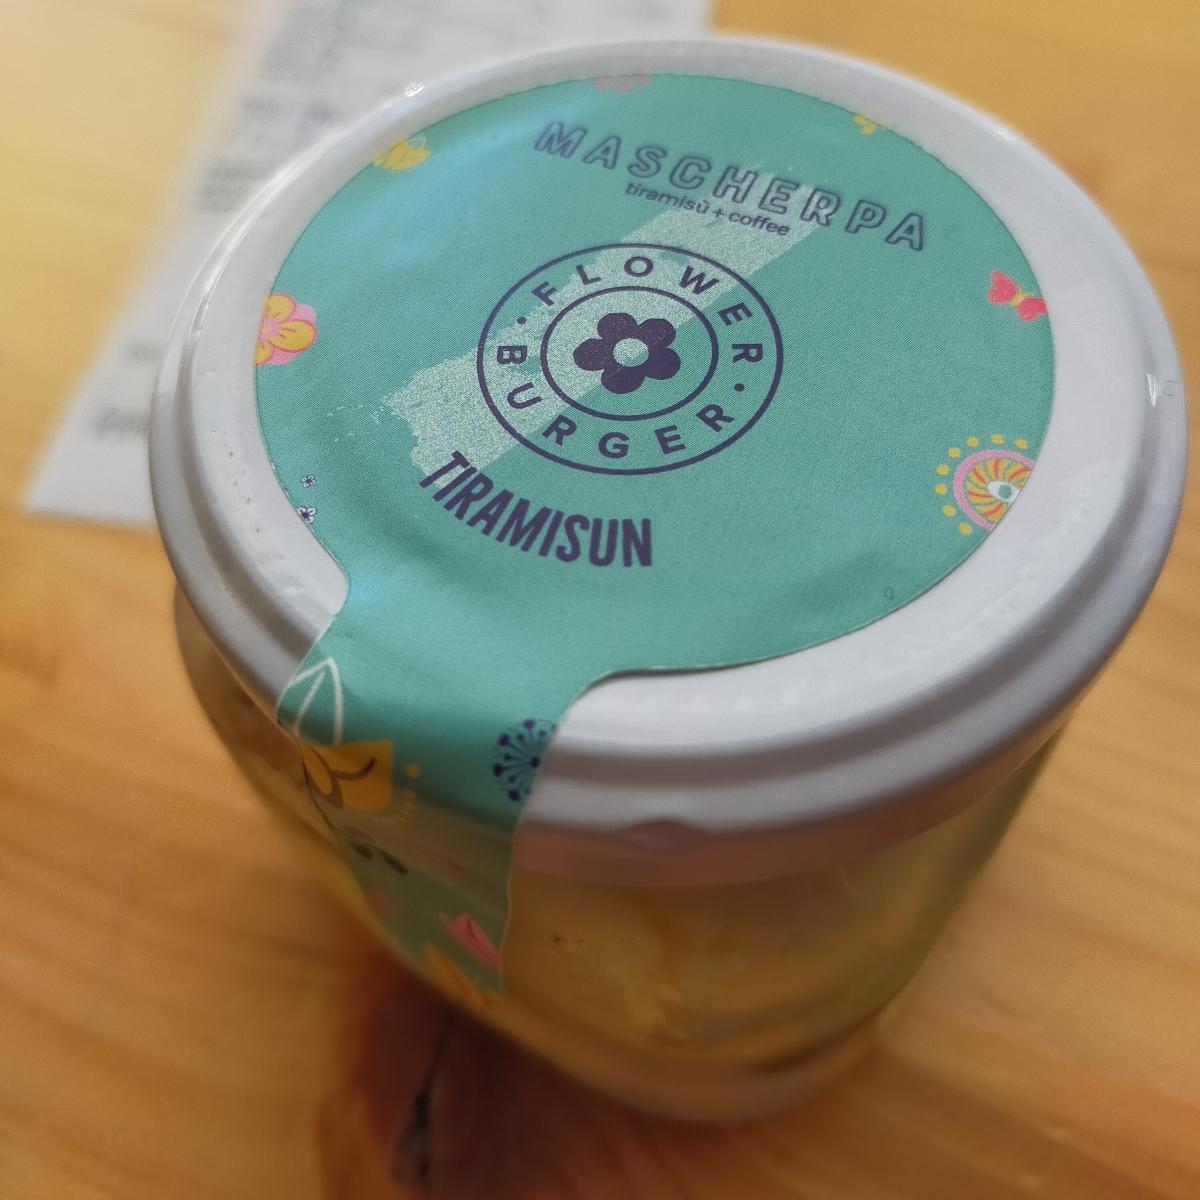 MASCHERPA
tiramisù + coffee
• FLOWER •
BURGER
TIRAMISUN